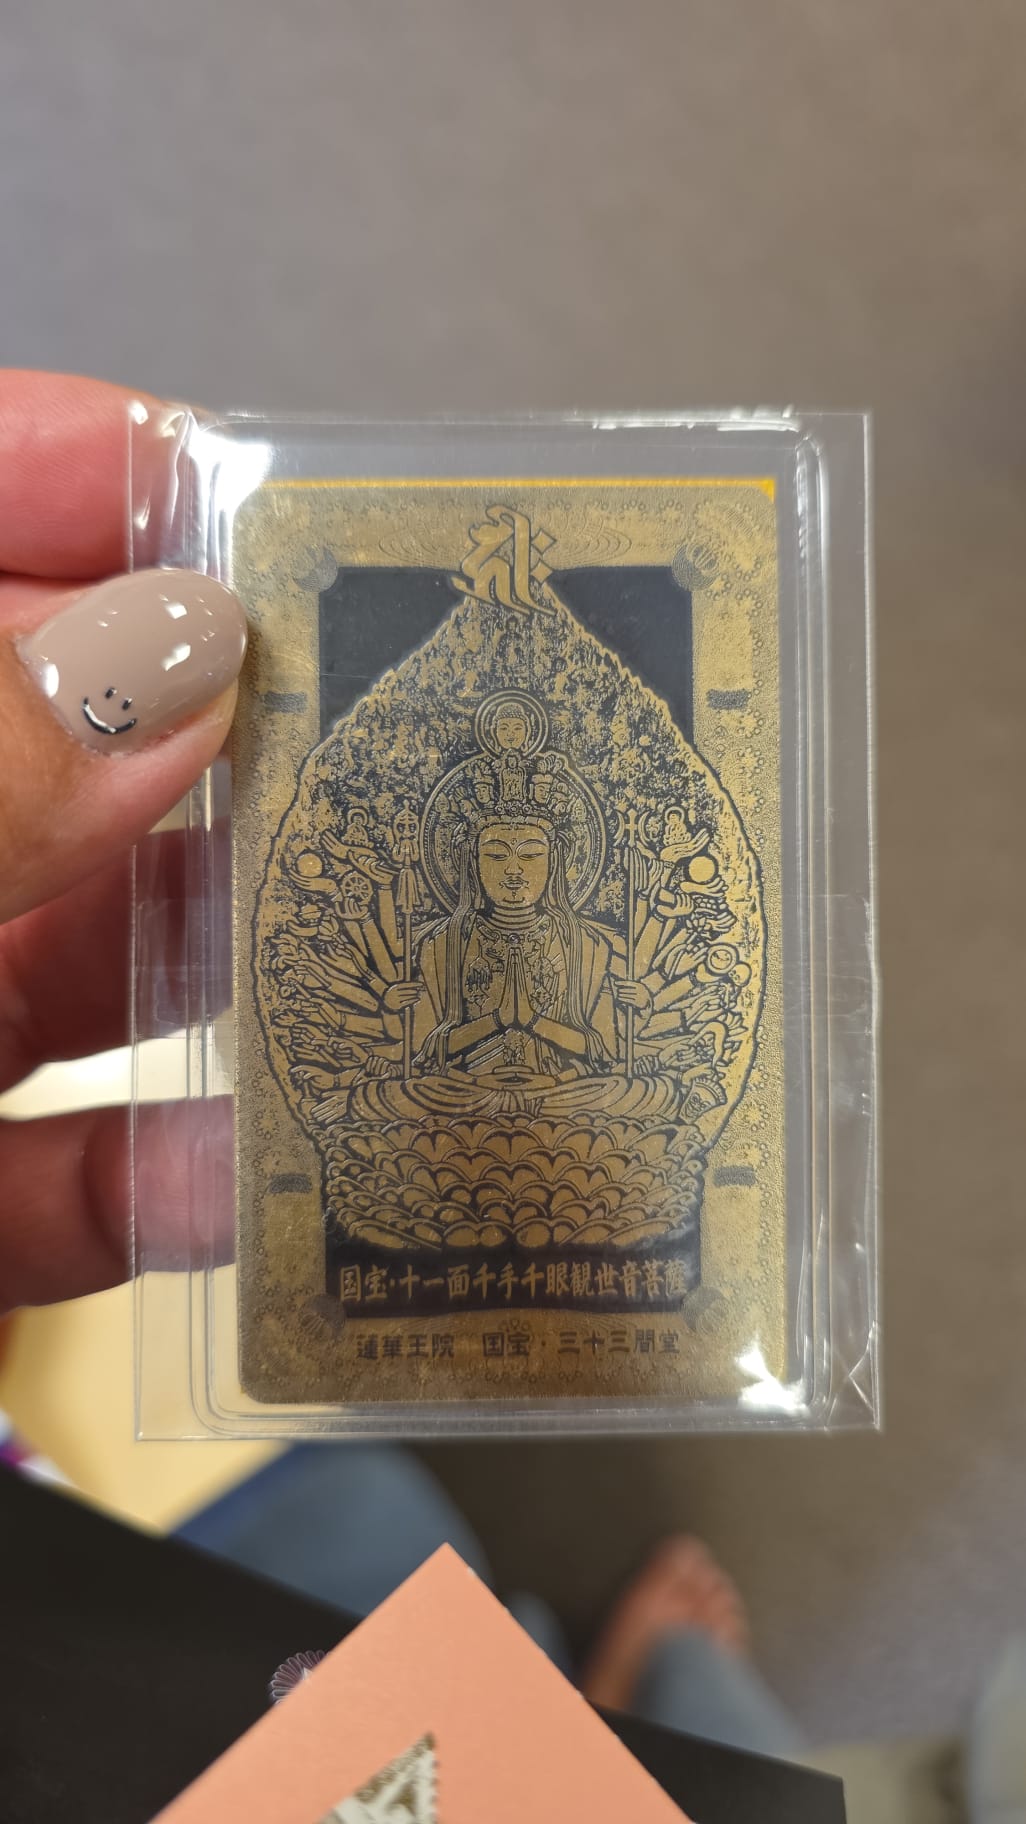 𑖮𑖿𑖨𑖱𑖾
国宝・十一面千手千眼観世音菩薩
蓮華王院 国宝・三十三間堂